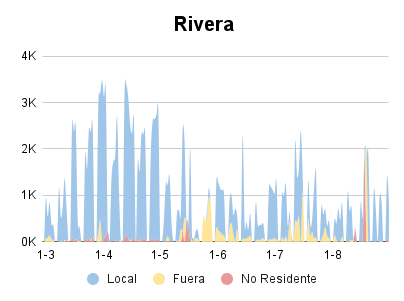 Rivera
4K
3K
2K
1K
0K
1-3 1-4 1-5 1-6 1-7 1-8
Local Fuera No Residente